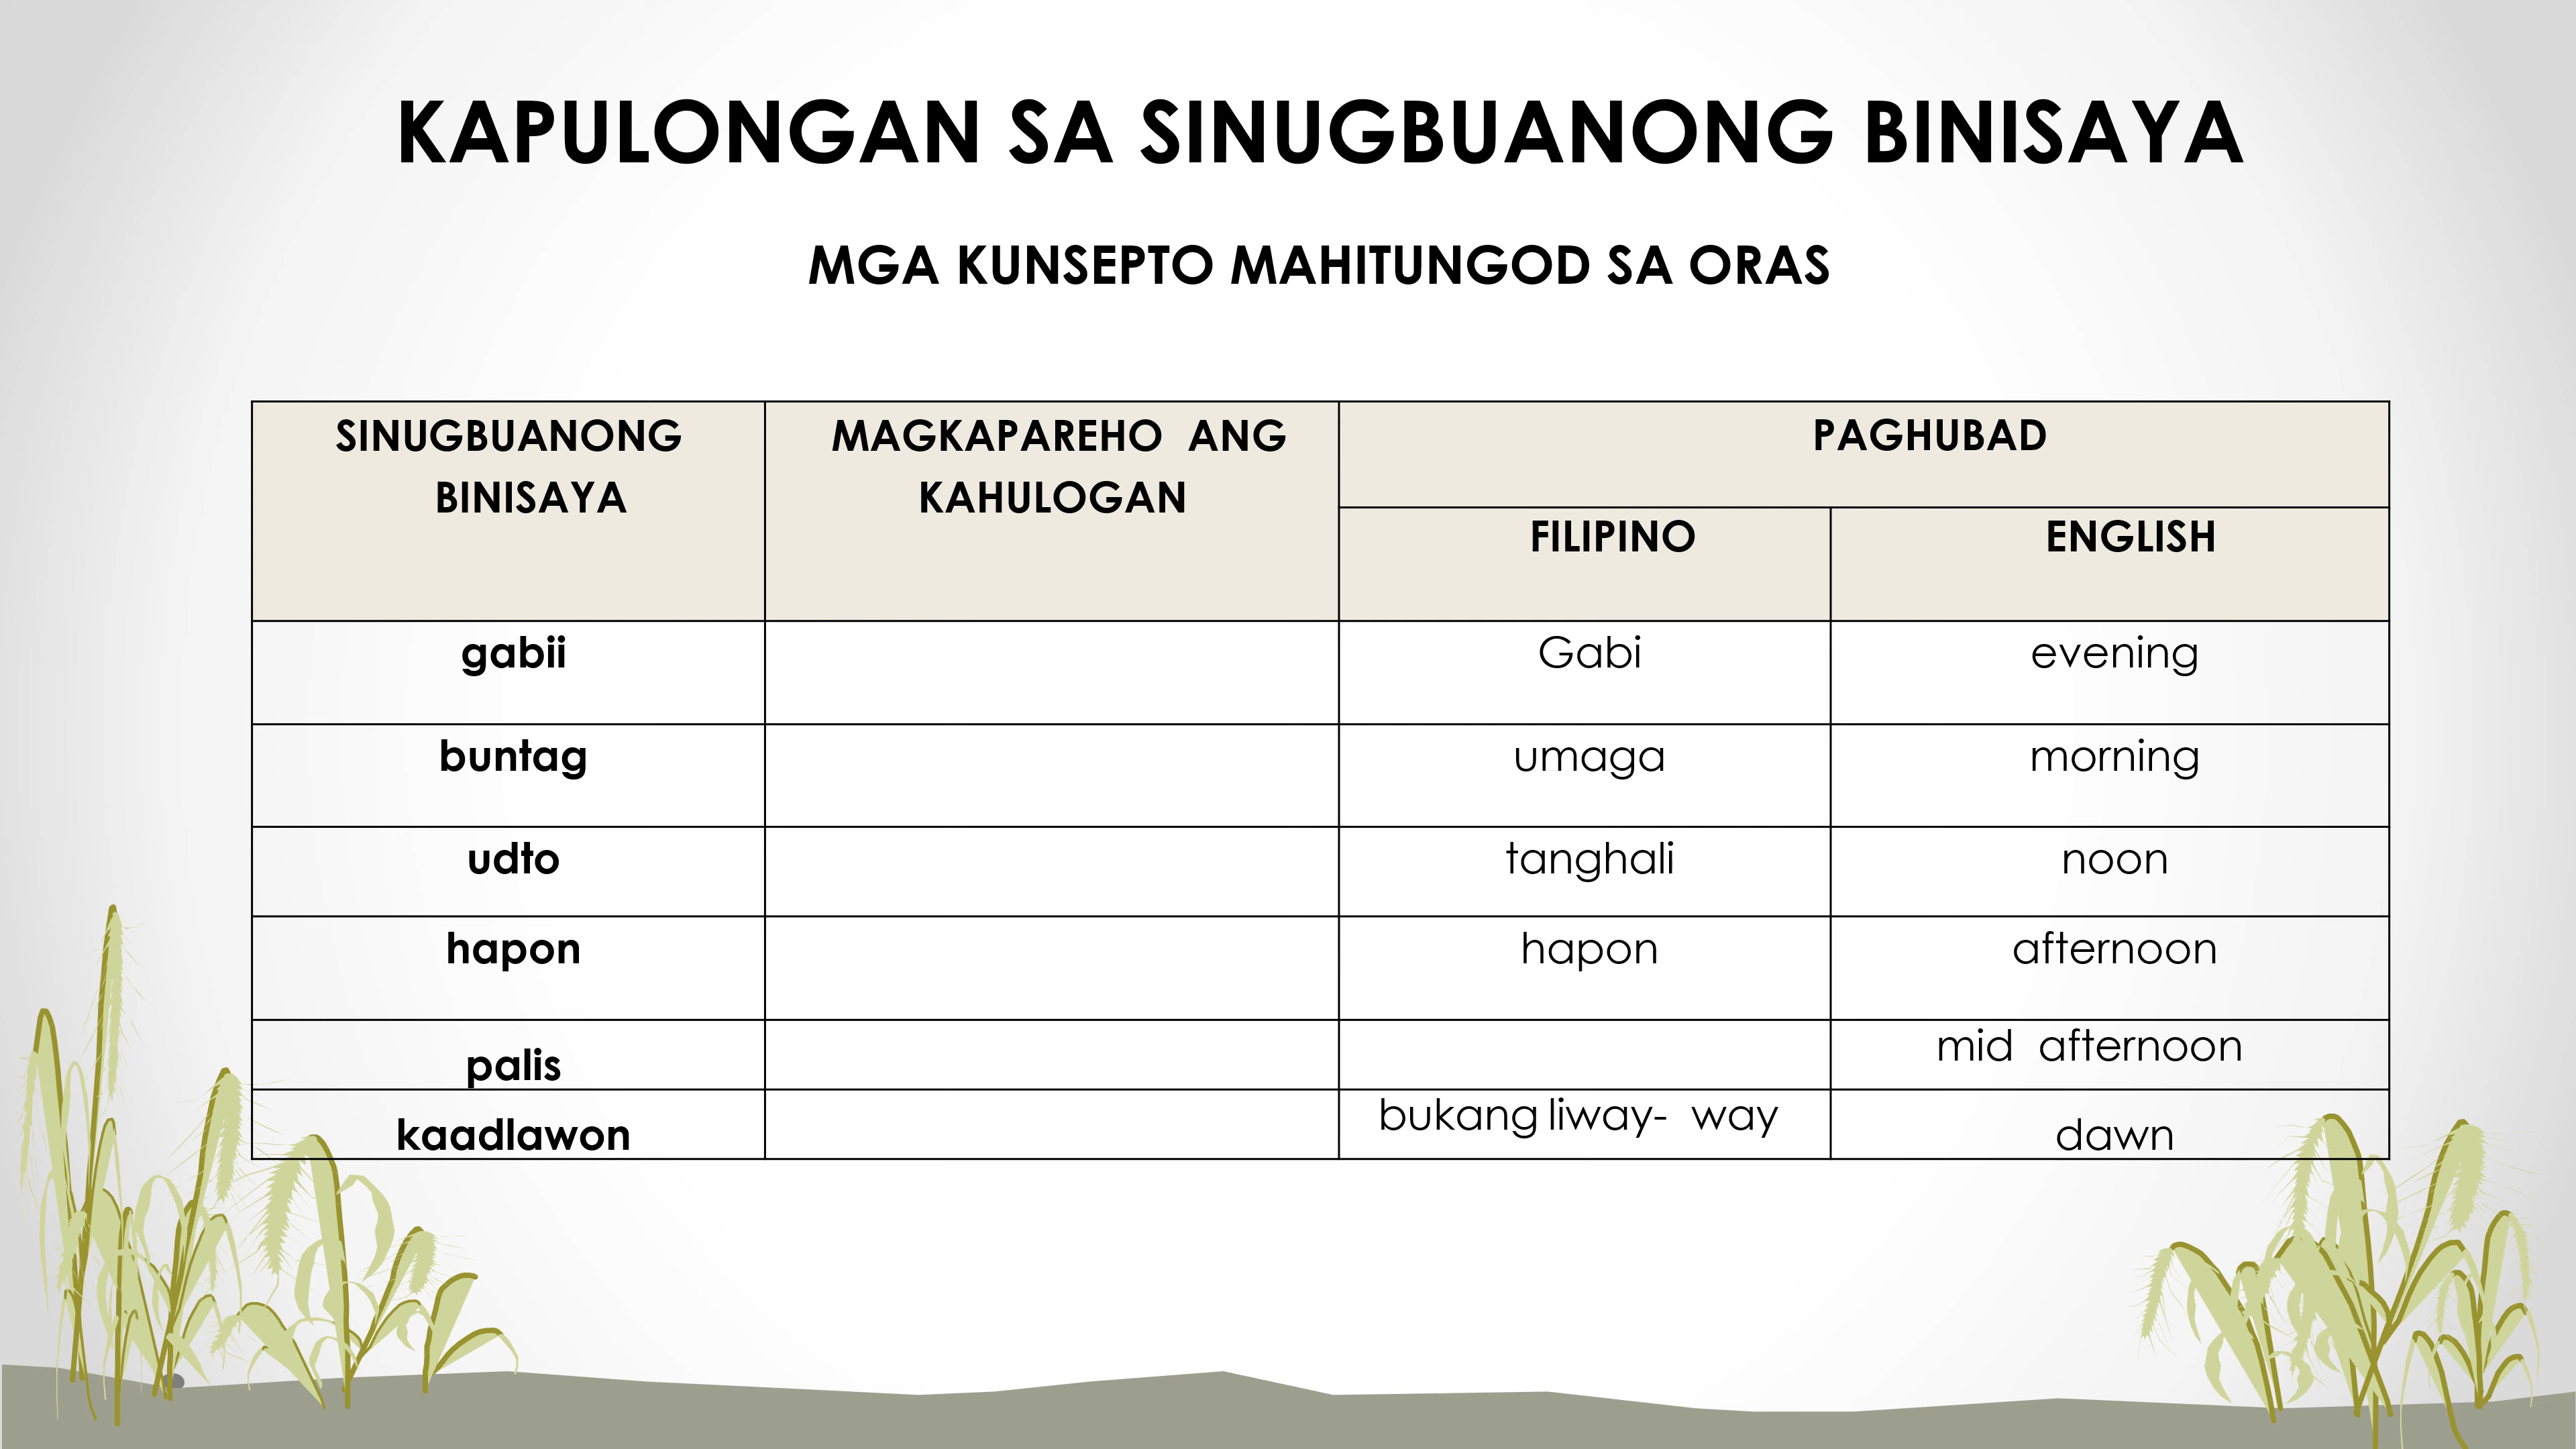 KAPULONGAN SA SINUGBUANONG BINISAYA
MGA KUNSEPTO MAHITUNGOD SA ORAS
SINUGBUANONG
BINISAYA
MAGKAPAREHO ANG
KAHULOGAN
PAGHUBAD
FILIPINO
ENGLISH
gabii
Gabi
evening
buntag
umaga
morning
udto
tanghali
noon
hapon
hapon
afternoon
palis
mid afternoon
kaadlawon
bukang liway- way
dawn